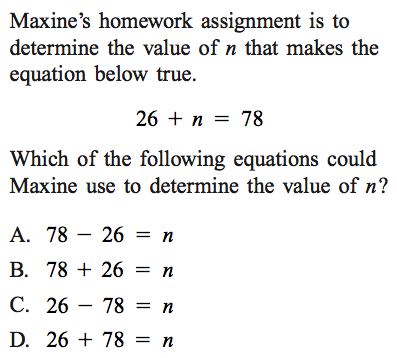 Maxine’s homework assignment is to
determine the value of n that makes the
equation below true.
26 + n = 78
Which of the following equations could
Maxine use to determine the value of n?
A. 78 − 26 = n
B. 78 + 26 = n
C. 26 − 78 = n
D. 26 + 78 = n